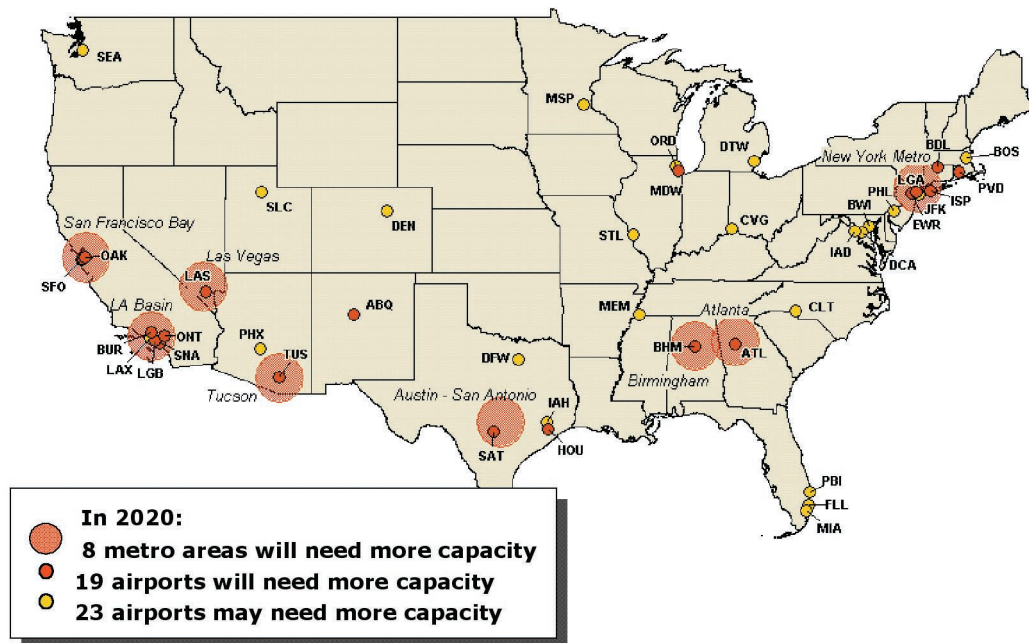 SEA
MSP
ORD
DTW
BDL
BOS
New York Metro
MDW
LGA
PVD
ISP
JFK
EWR
PHL
BWI
SLC
DEN
STL
CVG
IAD
DCA
San Francisco Bay
OAK
SFO
Las Vegas
LAS
LA Basin
ABQ
MEM
Atlanta
CLT
BUR
ONT
SNA
LAX
LGB
PHX
TUS
Tucson
DFW
BHM
ATL
Birmingham
Austin - San Antonio
IAH
SAT
HOU
PBI
FLL
MIA
In 2020:
8 metro areas will need more capacity
19 airports will need more capacity
23 airports may need more capacity